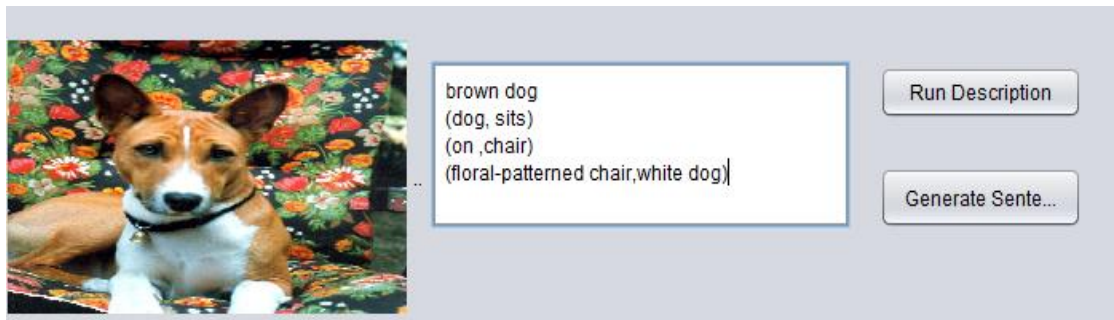 brown dog
(dog, sits)
(on ,chair)
(floral-patterned chair,white dog)
..
Run Description
Generate Sente...